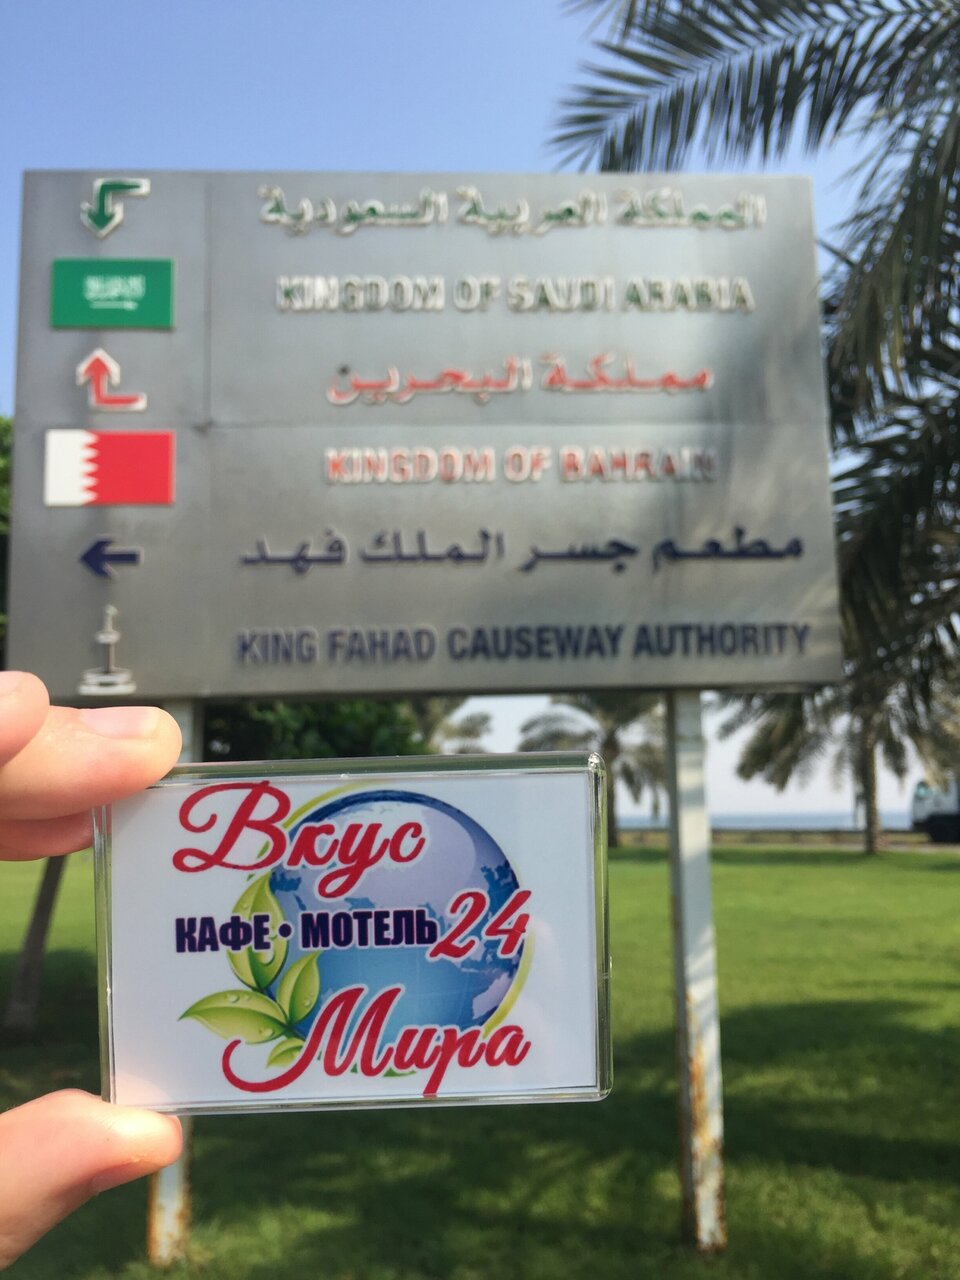 المملكة العربية السعودية
KINGDOM OF SAUDI ARABIA
مملكة البحرين
KINGDOM OF BAHRAIN
مطعم جسر الملك فهد
KING FAHAD CAUSEWAY AUTHORITY
Вкус
КАФЕ • МОТЕЛЬ 24
Мира